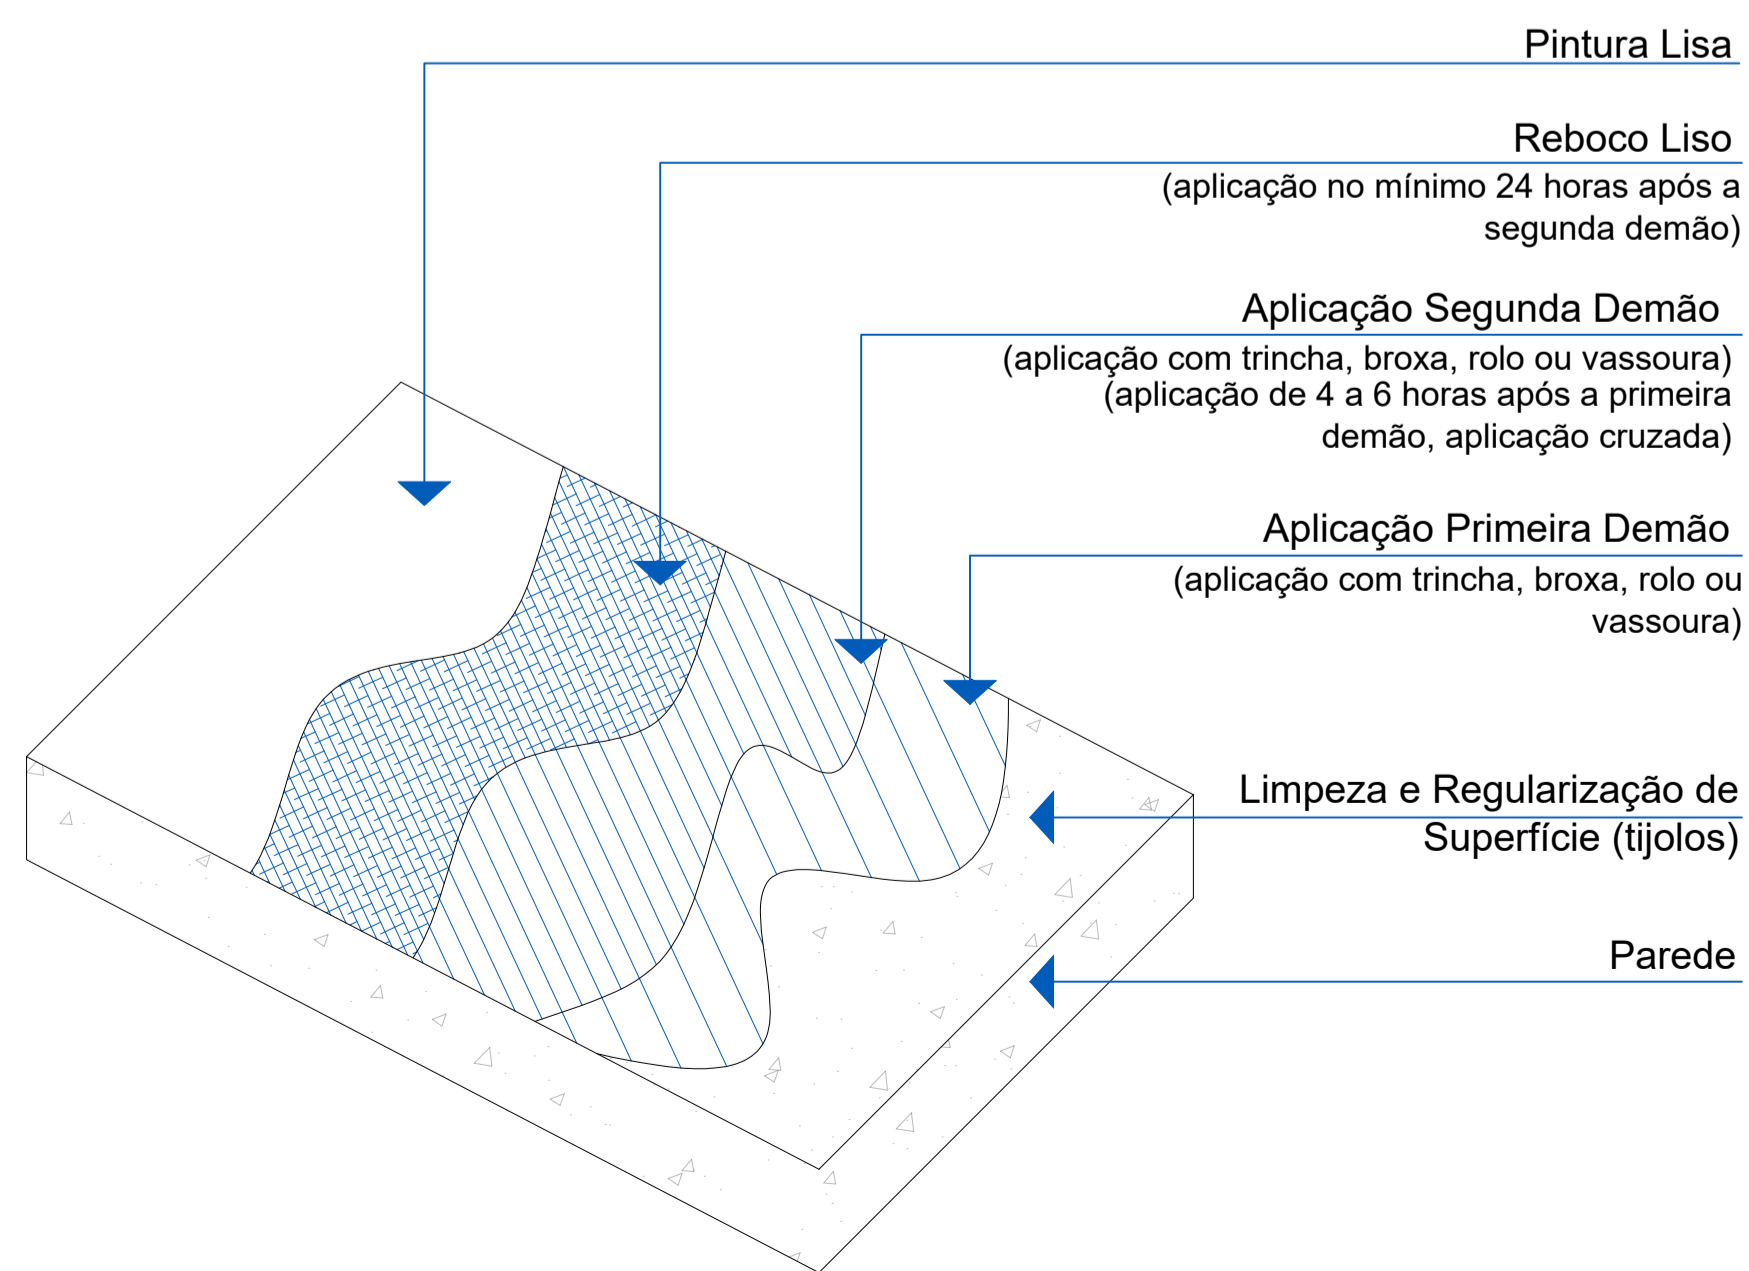 Pintura Lisa
Reboco Liso
(aplicação no mínimo 24 horas após a
segunda demão)
Aplicação Segunda Demão
(aplicação com trincha, broxa, rolo ou vassoura)
(aplicação de 4 a 6 horas após a primeira
demão, aplicação cruzada)
Aplicação Primeira Demão
(aplicação com trincha, broxa, rolo ou
vassoura)
Limpeza e Regularização de
Superfície (tijolos)
Parede